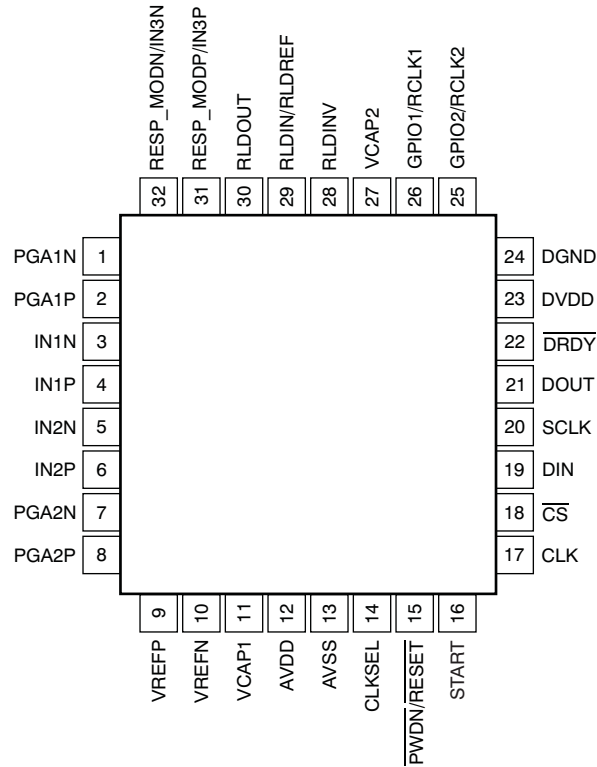 RESP_MODN/IN3N
RESP_MODP/IN3P
RLDOUT
RLDIN/RLDREF
RLDINV
VCAP2
GPIO1/RCLK1
GPIO2/RCLK2
32
31
30
29
28
27
26
25
PGA1N 1
PGA1P 2
IN1N 3
IN1P 4
IN2N 5
IN2P 6
PGA2N 7
PGA2P 8
24 DGND
23 DVDD
22 DRDY
21 DOUT
20 SCLK
19 DIN
18 CS
17 CLK
9
10
11
12
13
14
15
16
VREFP
VREFN
VCAP1
AVDD
AVSS
CLKSEL
PWDN/RESET
START